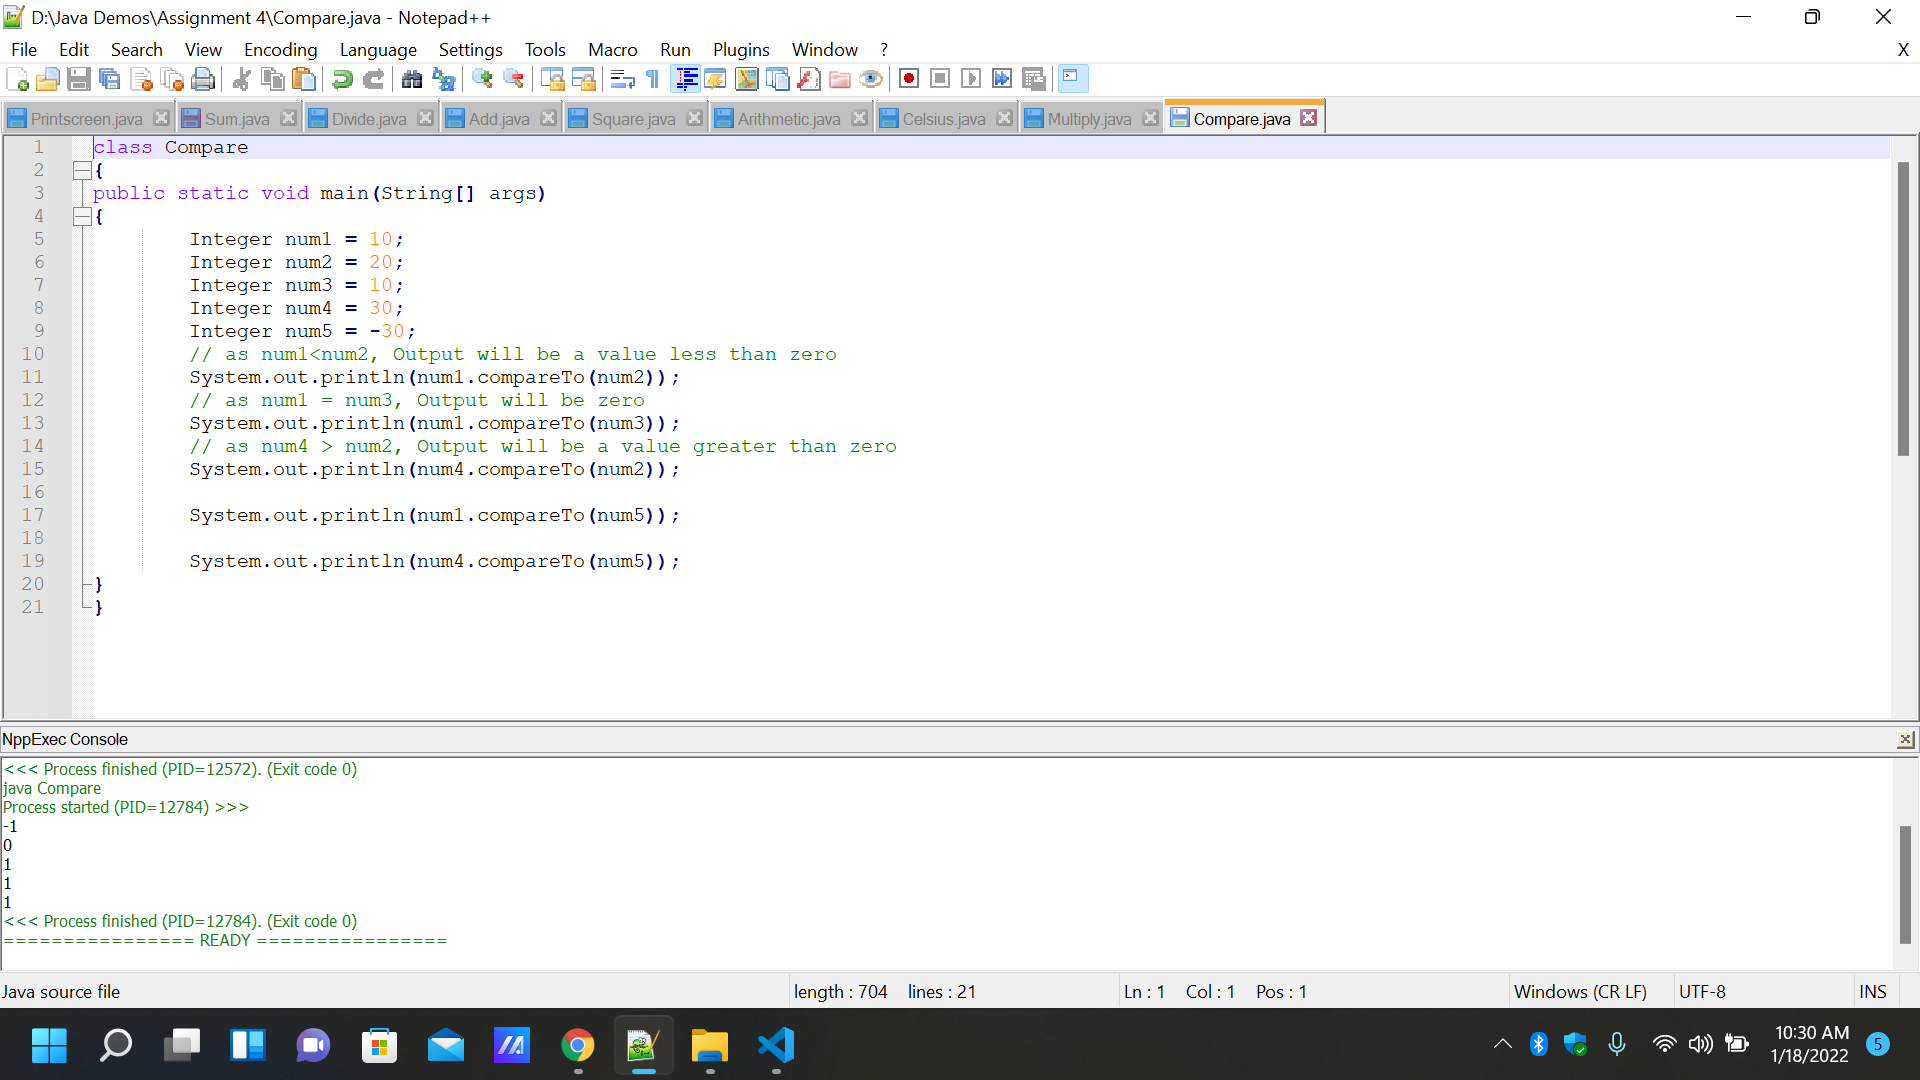 D:\Java Demos\Assignment 4\Compare.java - Notepad++
File Edit Search View Encoding Language Settings Tools Macro Run Plugins Window ? X
Printscreen.java Sum.java Divide.java Add.java Square.java Arithmetic.java Celsius.java Multiply.java Compare.java
1 class Compare
2 {
3 public static void main(String[] args)
4 {
5 Integer num1 = 10;
6 Integer num2 = 20;
7 Integer num3 = 10;
8 Integer num4 = 30;
9 Integer num5 = -30;
10 // as num1<num2, Output will be a value less than zero
11 System.out.println(num1.compareTo(num2));
12 // as num1 = num3, Output will be zero
13 System.out.println(num1.compareTo(num3));
14 // as num4 > num2, Output will be a value greater than zero
15 System.out.println(num4.compareTo(num2));
16
17 System.out.println(num1.compareTo(num5));
18
19 System.out.println(num4.compareTo(num5));
20 }
21 }
NppExec Console
<<< Process finished (PID=12572). (Exit code 0)
java Compare
Process started (PID=12784) >>>
-1
0
1
1
1
<<< Process finished (PID=12784). (Exit code 0)
================ READY ================
Java source file length : 704 lines : 21 Ln : 1 Col : 1 Pos : 1 Windows (CR LF) UTF-8 INS
10:30 AM
1/18/2022
5